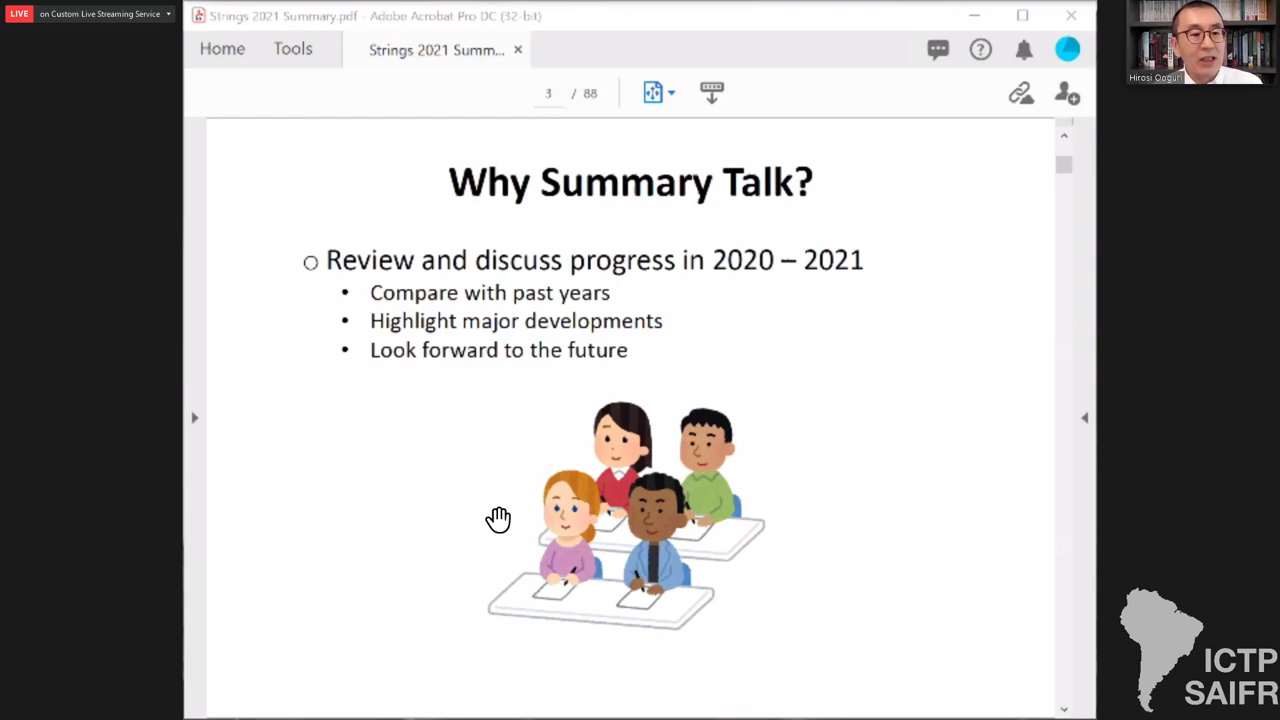 LIVE on Custom Live Streaming Service
Strings 2021 Summary.pdf - Adobe Acrobat Pro DC (32-bit)
Home Tools Strings 2021 Summ... ×
3 / 88
Hirosi Ooguri
Why Summary Talk?
Review and discuss progress in 2020 – 2021
• Compare with past years
• Highlight major developments
• Look forward to the future
ICTP
SAIFR